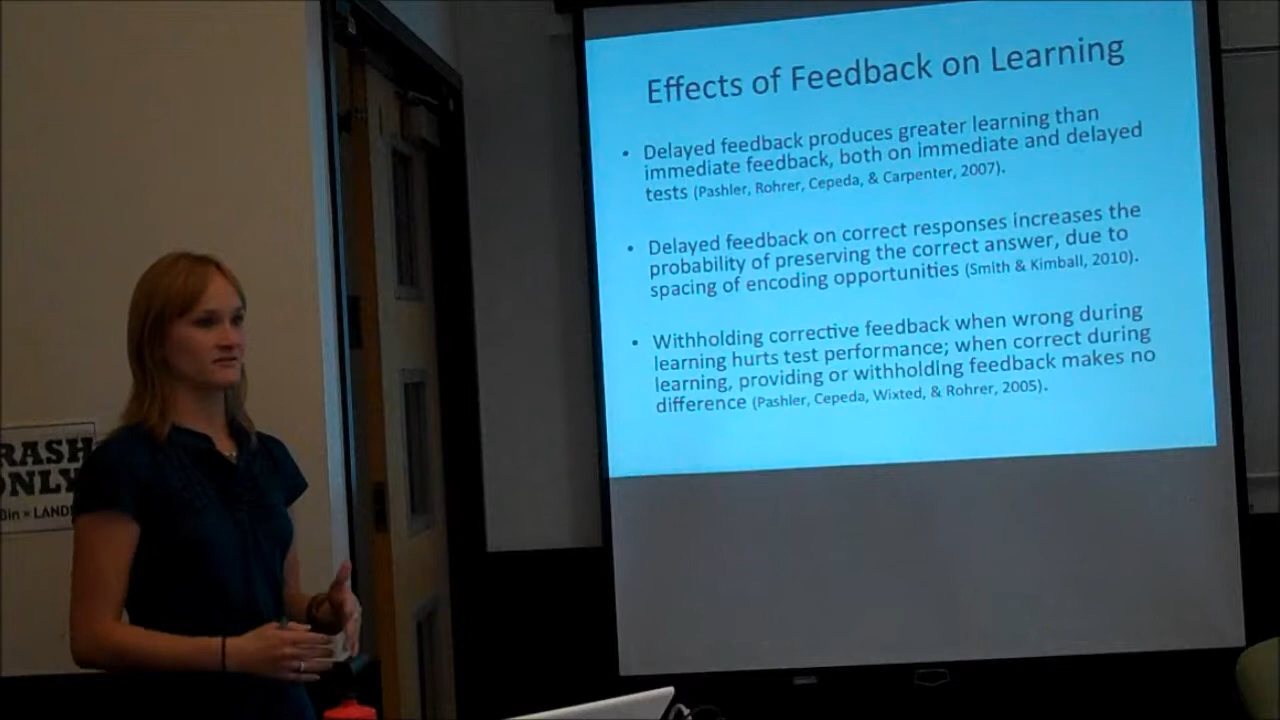 Effects of Feedback on Learning
• Delayed feedback produces greater learning than
immediate feedback, both on immediate and delayed
tests (Pashler, Rohrer, Cepeda, & Carpenter, 2007).
• Delayed feedback on correct responses increases the
probability of preserving the correct answer, due to
spacing of encoding opportunities (Smith & Kimball, 2010).
• Withholding corrective feedback when wrong during
learning hurts test performance; when correct during
learning, providing or withholding feedback makes no
difference (Pashler, Cepeda, Wixted, & Rohrer, 2005).
RASH
ONLY
Bin = LAND